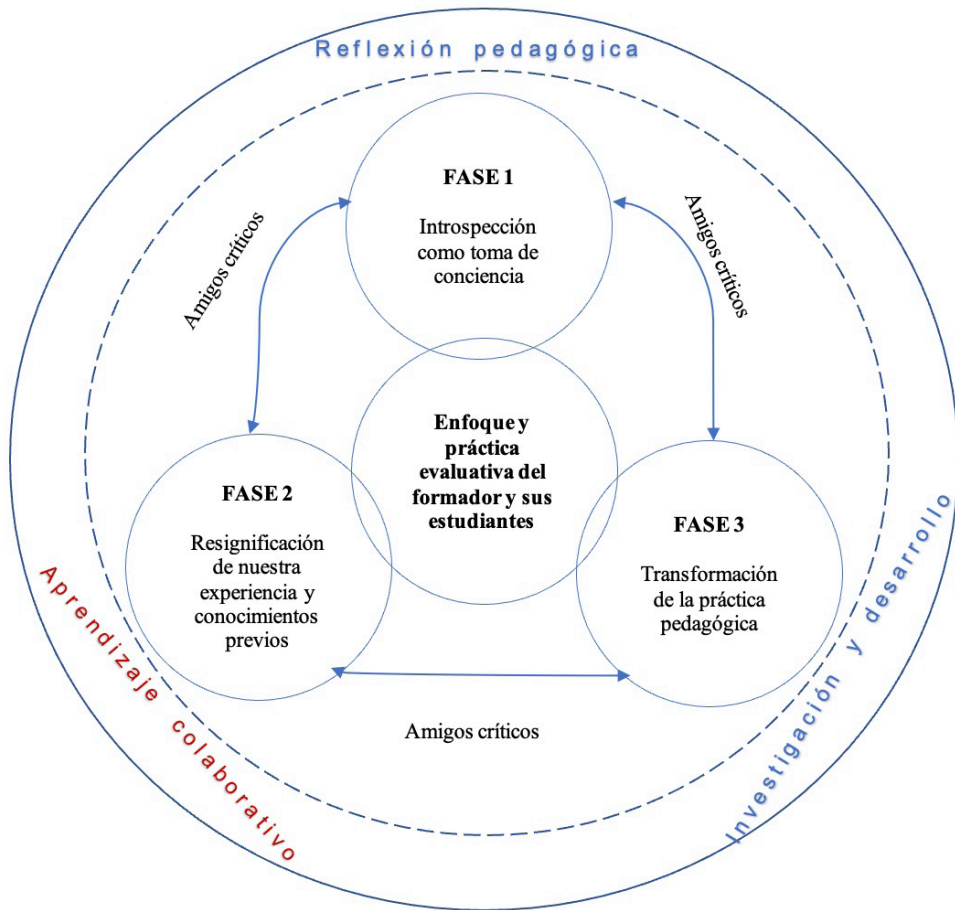 Reflexión pedagógica
FASE 1
Introspección
como toma de
conciencia
Amigos críticos
Amigos críticos
Enfoque y
práctica
evaluativa del
formador y sus
estudiantes
FASE 2
Resignificación
de nuestra
experiencia y
conocimientos
previos
FASE 3
Transformación
de la práctica
pedagógica
Amigos críticos
Aprendizaje colaborativo
Investigación y desarrollo